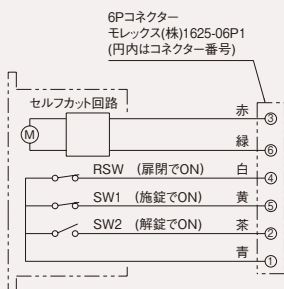 6Pコネクター
モレックス(株)1625-06P1
(円内はコネクター番号)
セルフカット回路
M
赤 ③
緑 ⑥
RSW (扉閉でON) 白 ④
SW1 (施錠でON) 黄 ⑤
SW2 (解錠でON) 茶 ②
青 ①